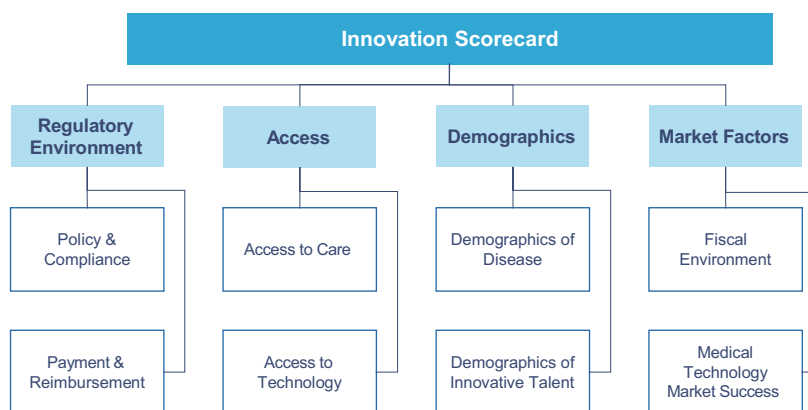 Innovation Scorecard
Regulatory
Environment
Access
Demographics
Market Factors
Policy &
Compliance
Access to Care
Demographics of
Disease
Fiscal
Environment
Payment &
Reimbursement
Access to
Technology
Demographics of
Innovative Talent
Medical
Technology
Market Success